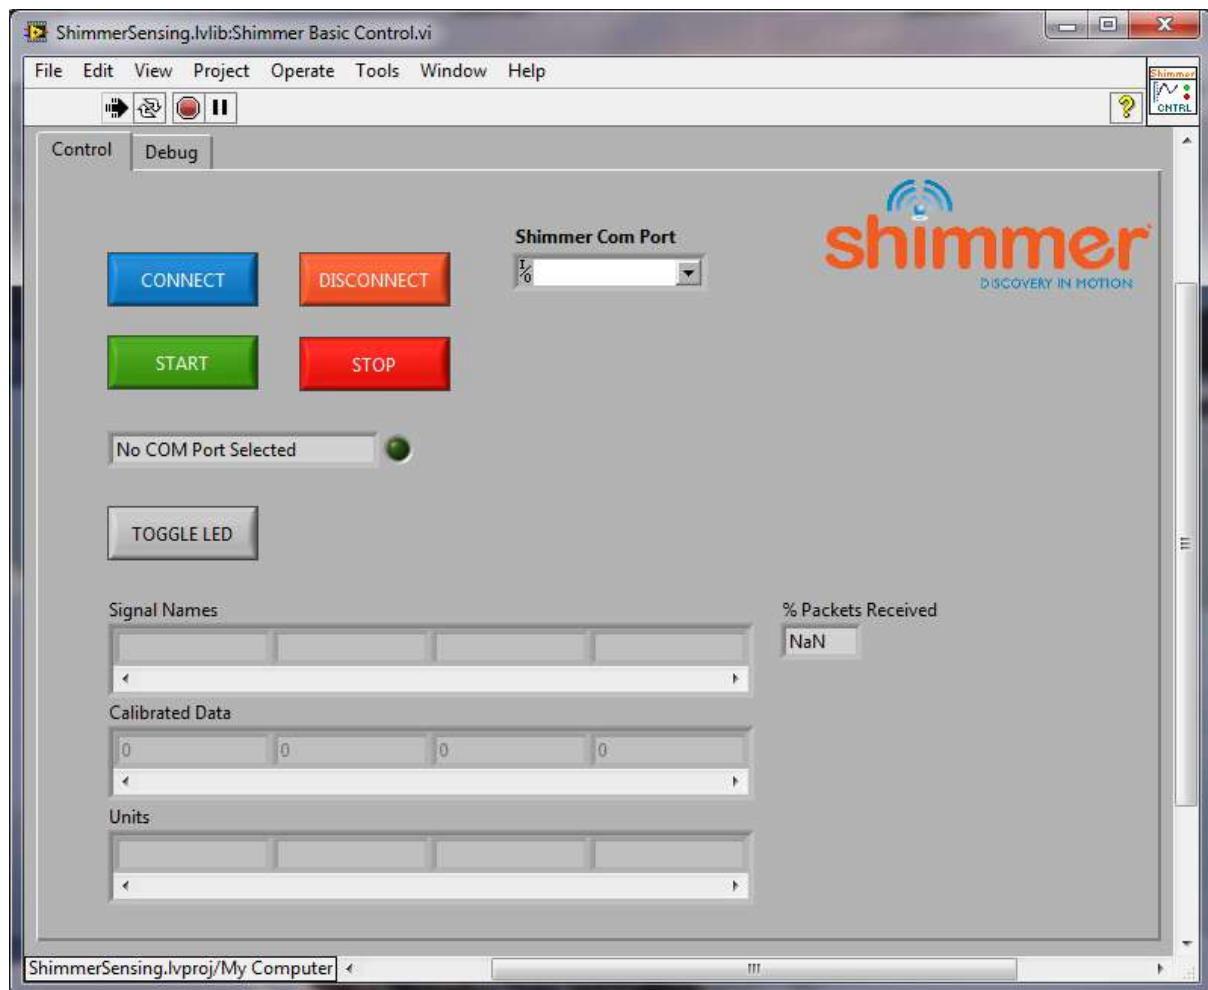 ShimmerSensing.lvlib:Shimmer Basic Control.vi
File Edit View Project Operate Tools Window Help
Shimmer
CNTRL
Control Debug
shimmer
DISCOVERY IN MOTION
Shimmer Com Port
I/O
CONNECT DISCONNECT
START STOP
No COM Port Selected
TOGGLE LED
Signal Names
% Packets Received
NaN
Calibrated Data
0 0 0 0
Units
ShimmerSensing.lvproj/My Computer